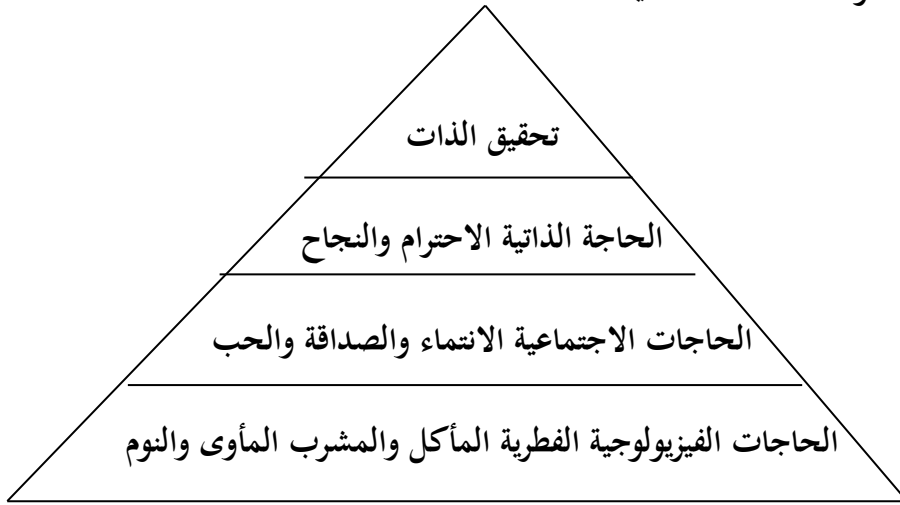 تحقيق الذات
الحاجة الذاتية الاحترام والنجاح
الحاجات الاجتماعية الانتماء والصداقة والحب
الحاجات الفيزيولوجية الفطرية المأكل والمشرب المأوى والنوم